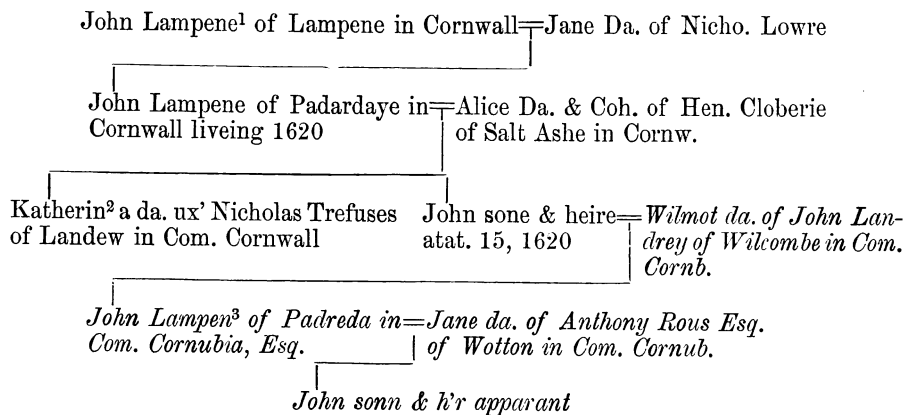 John Lampene¹ of Lampene in Cornwall=Jane Da. of Nicho. Lowre
John Lampene of Padardaye in=Alice Da. & Coh. of Hen. Cloberie
Cornwall liveing 1620 of Salt Ashe in Cornw.
Katherin² a da. ux' Nicholas Trefuses
of Landew in Com. Cornwall
John sone & heire=Wilmot da. of John Lan-
atat. 15, 1620 drey of Wilcombe in Com.
Cornb.
John Lampen³ of Padreda in=Jane da. of Anthony Rous Esq.
Com. Cornubia, Esq. of Wotton in Com. Cornub.
John sonn & h'r apparant